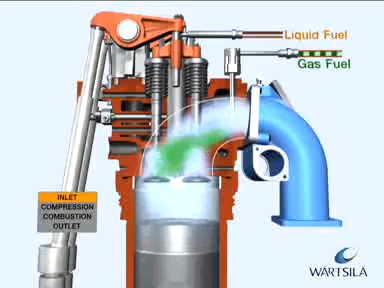 Liquid Fuel
Gas Fuel
INLET
COMPRESSION
COMBUSTION
OUTLET
WÄRTSILÄ